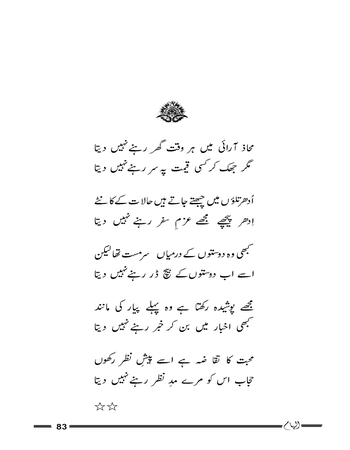 محاذ آرائی میں ہر وقت گھر رہنے نہیں دیتا
مگر جھک کر کسی قیمت پہ سر رہنے نہیں دیتا
اُدھر تلاؤں میں چبھتے جاتے ہیں حالات کے کانٹے
اِدھر پیچھے مجھے عزمِ سفر رہنے نہیں دیتا
کبھی وہ دوستوں کے درمیاں سرمست تھا لیکن
اسے اب دوستوں کے بیچ ڈر رہنے نہیں دیتا
مجھے پوشیدہ رکھتا ہے وہ پہلے پیار کی مانند
کبھی اخبار میں بن کر خبر رہنے نہیں دیتا
محبت کا تقاضہ ہے اسے پیشِ نظر رکھوں
حجاب اس کو مرے مدِ نظر رہنے نہیں دیتا
☆☆
83